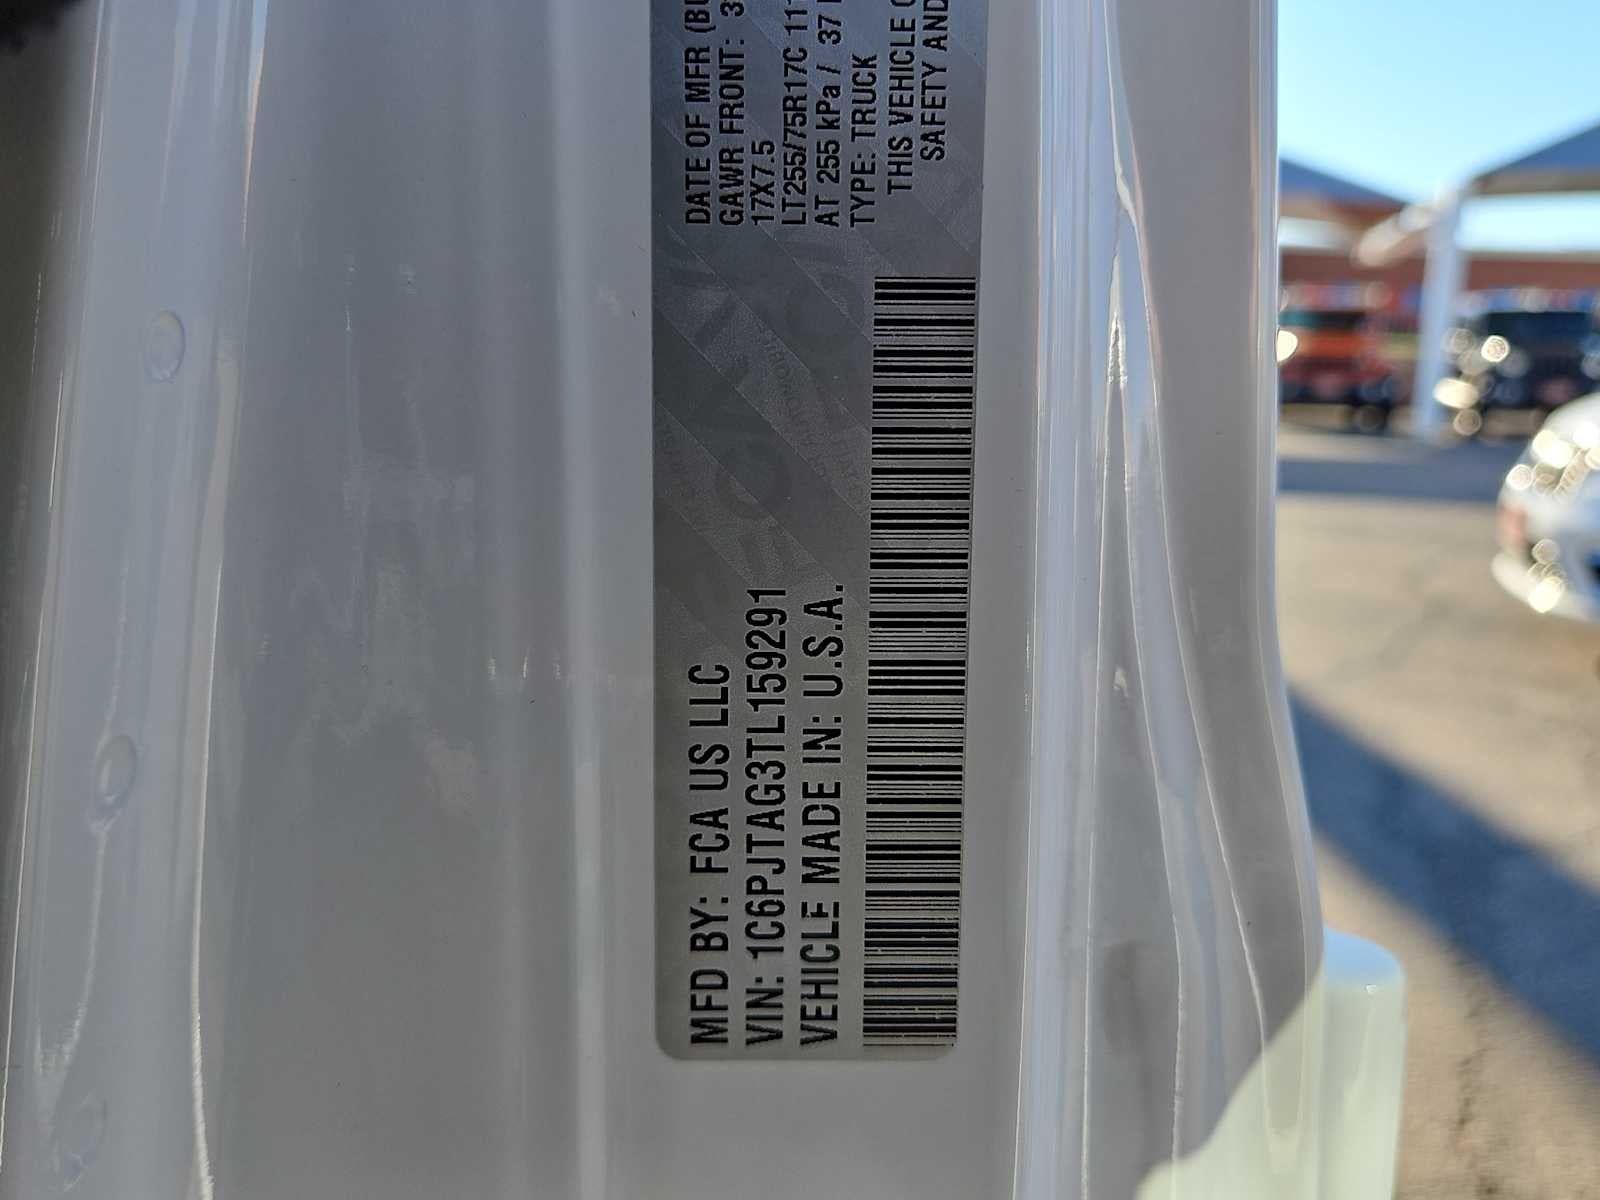 MFD BY: FCA US LLC
VIN: 1C6PJTAG3TL159291
VEHICLE MADE IN: U.S.A.
DATE OF MFR
GAWR FRONT:
17X7.5
LT255/75R17C
AT 255 kPa / 37
TYPE: TRUCK
THIS VEHICLE
SAFETY AND